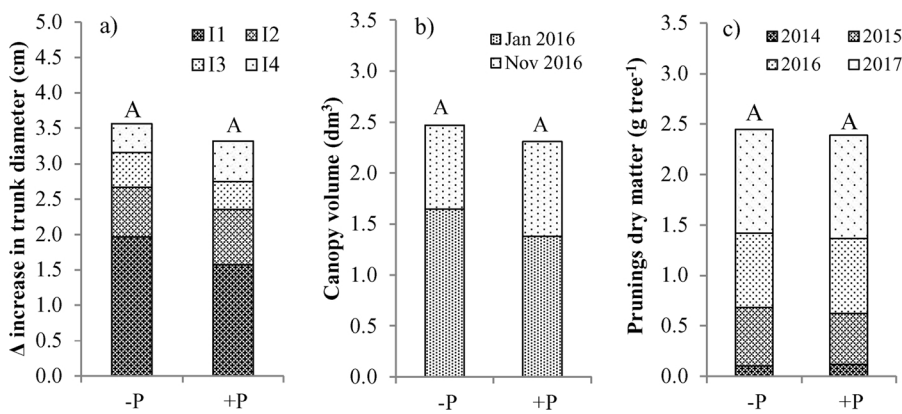 a)
I1 I2
I3 I4
Δ increase in trunk diameter (cm)
5.0
4.5
4.0
3.5
3.0
2.5
2.0
1.5
1.0
0.5
0.0
A
A
-P +P
b)
Jan 2016
Nov 2016
Canopy volume (dm³)
3.5
3.0
2.5
2.0
1.5
1.0
0.5
0.0
A
A
-P +P
c)
2014 2015
2016 2017
Prunings dry matter (g tree⁻¹)
3.5
3.0
2.5
2.0
1.5
1.0
0.5
0.0
A
A
-P +P